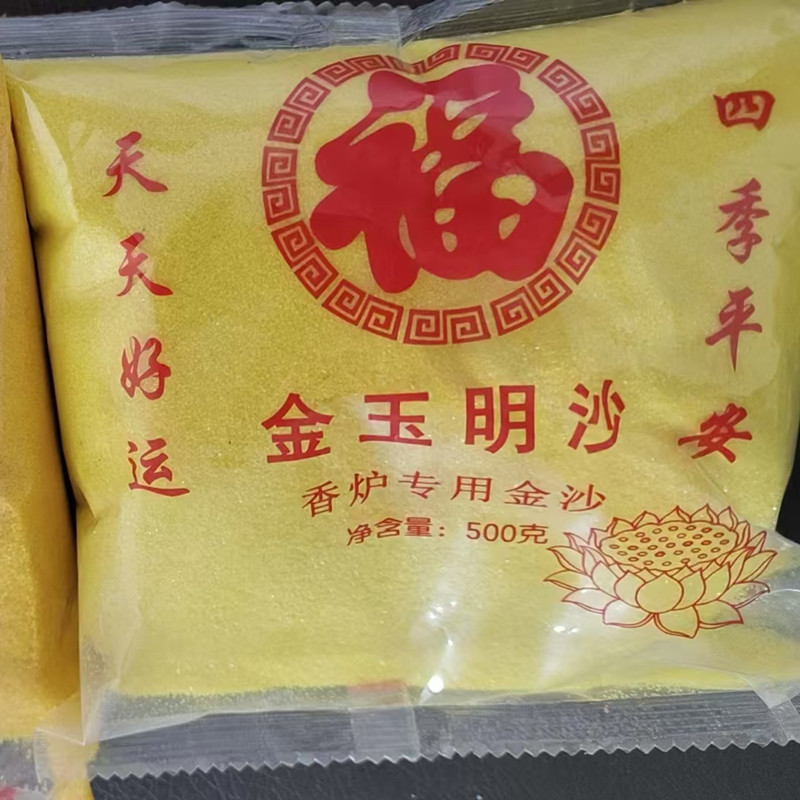 福
天天好运
四季平安
金玉明沙
香炉专用金沙
净含量：500克